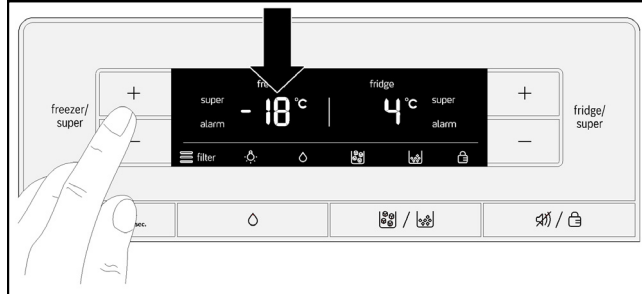 freezer/
super
+
−
fridge
super
alarm
-18 °C
4 °C
super
alarm
filter
+
−
fridge/
super
sec.
/
/